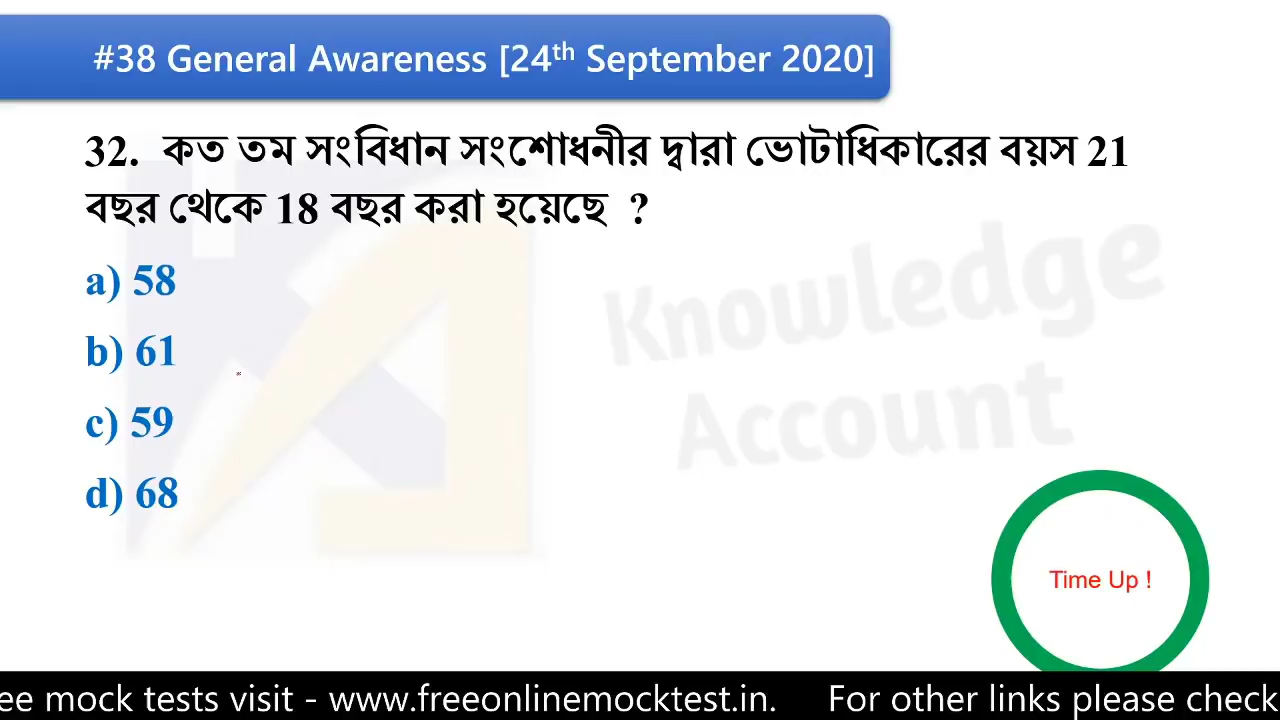 #38 General Awareness [24th September 2020]
32. কত তম সংবিধান সংশোধনীর দ্বারা ভোটাধিকারের বয়স 21
বছর থেকে 18 বছর করা হয়েছে ?
a) 58
b) 61
c) 59
d) 68
Knowledge
Account
Time Up !
ee mock tests visit - www.freeonlinemocktest.in. For other links please check